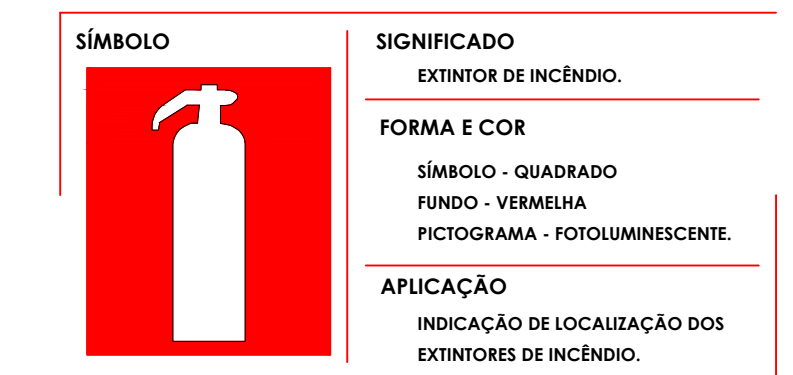 SÍMBOLO
SIGNIFICADO
EXTINTOR DE INCÊNDIO.
FORMA E COR
SÍMBOLO - QUADRADO
FUNDO - VERMELHA
PICTOGRAMA - FOTOLUMINESCENTE.
APLICAÇÃO
INDICAÇÃO DE LOCALIZAÇÃO DOS
EXTINTORES DE INCÊNDIO.